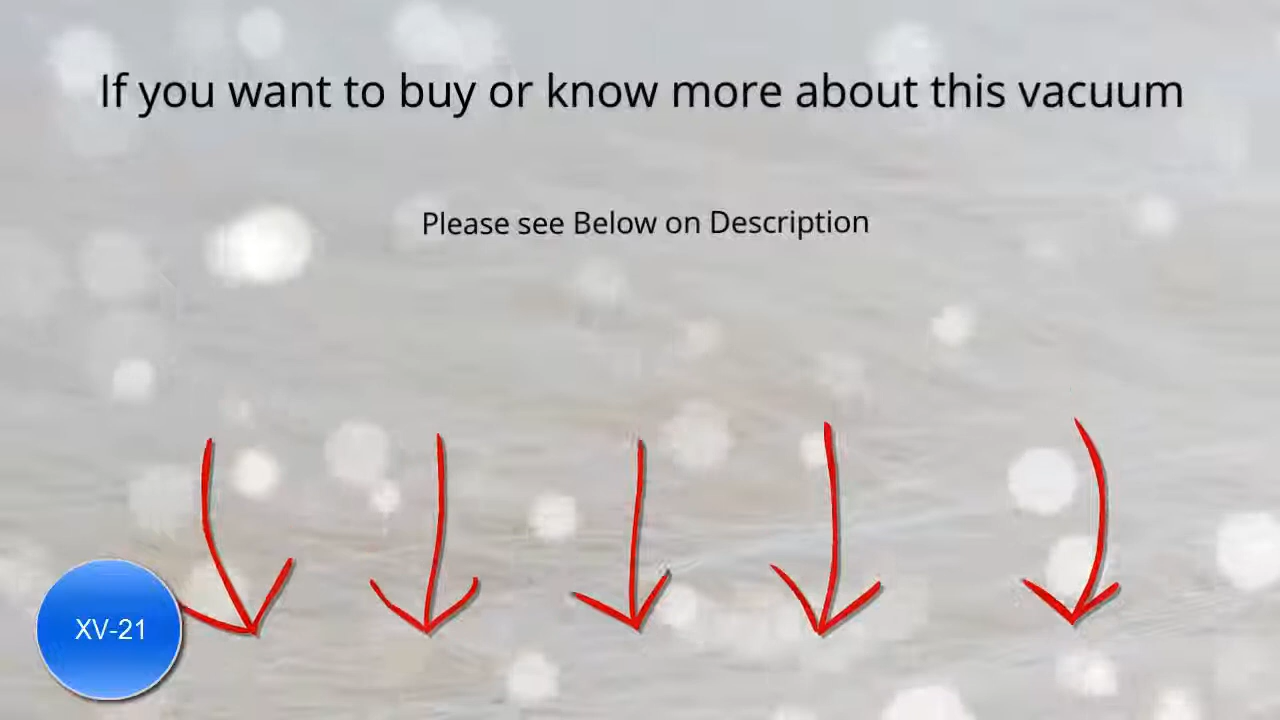 If you want to buy or know more about this vacuum
Please see Below on Description
XV-21